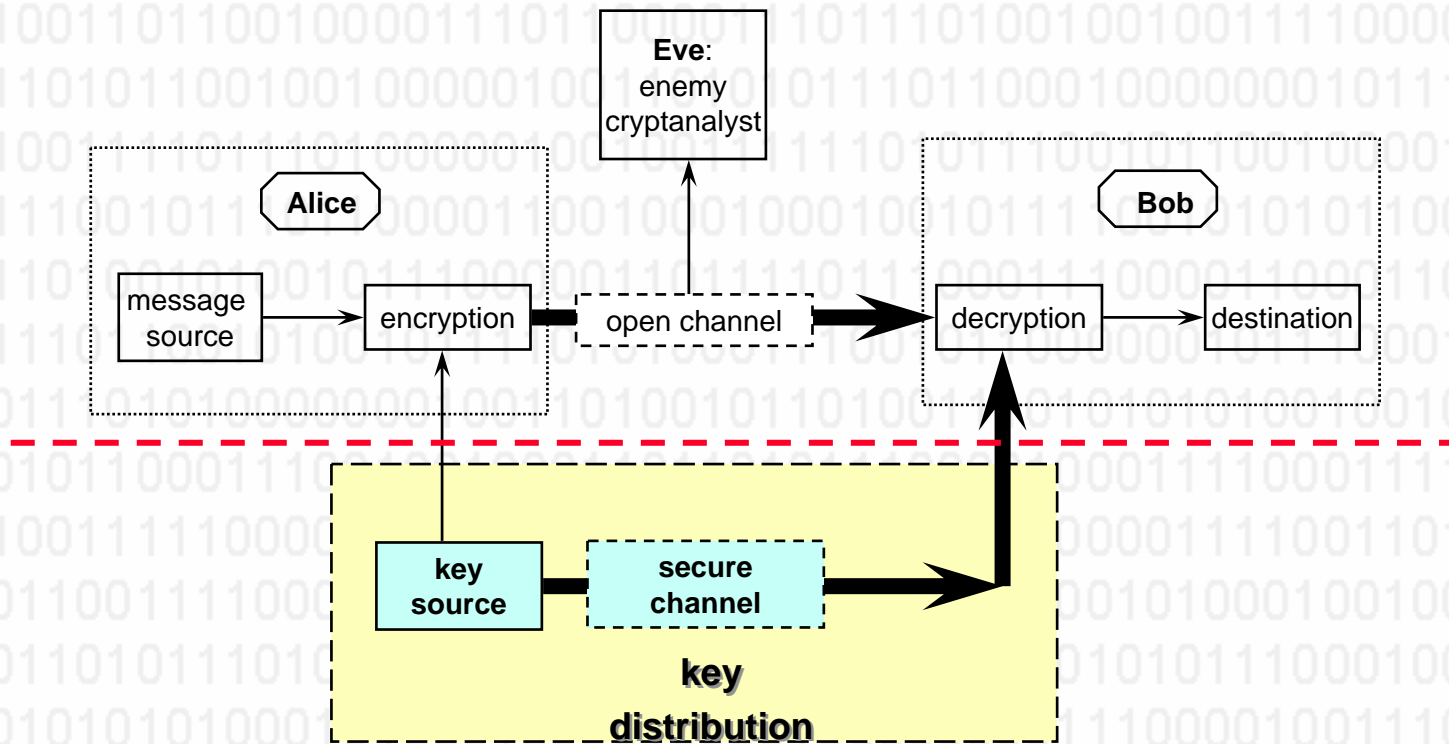 Eve:
enemy
cryptanalyst
Alice
Bob
message
source
encryption
open channel
decryption
destination
key
source
secure
channel
key
distribution